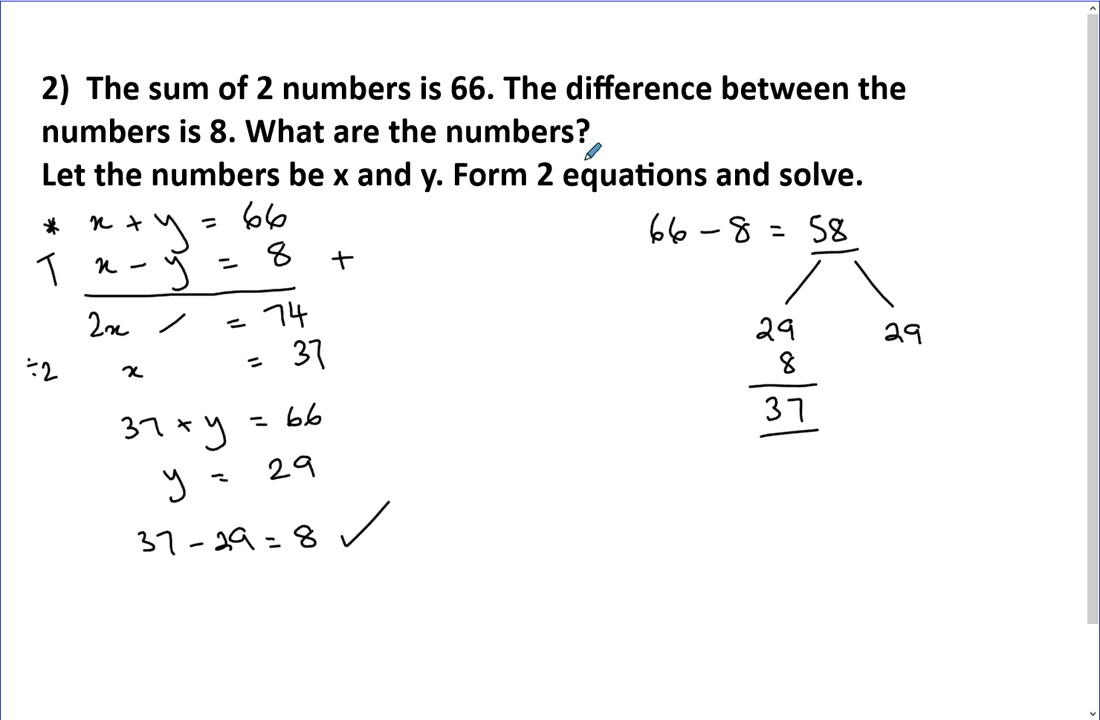 2) The sum of 2 numbers is 66. The difference between the
numbers is 8. What are the numbers?
Let the numbers be x and y. Form 2 equations and solve.
* x + y = 66
T x - y = 8 +
2x / = 74
÷2 x = 37
37 + y = 66
y = 29
37 - 29 = 8 ✓
66 - 8 = 58
29 29
8
37